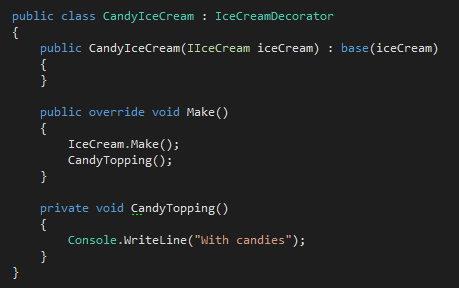 public class CandyIceCream : IceCreamDecorator
{
    public CandyIceCream(IIceCream iceCream) : base(iceCream)
    {
    }

    public override void Make()
    {
        IceCream.Make();
        CandyTopping();
    }

    private void CandyTopping()
    {
        Console.WriteLine("With candies");
    }
}